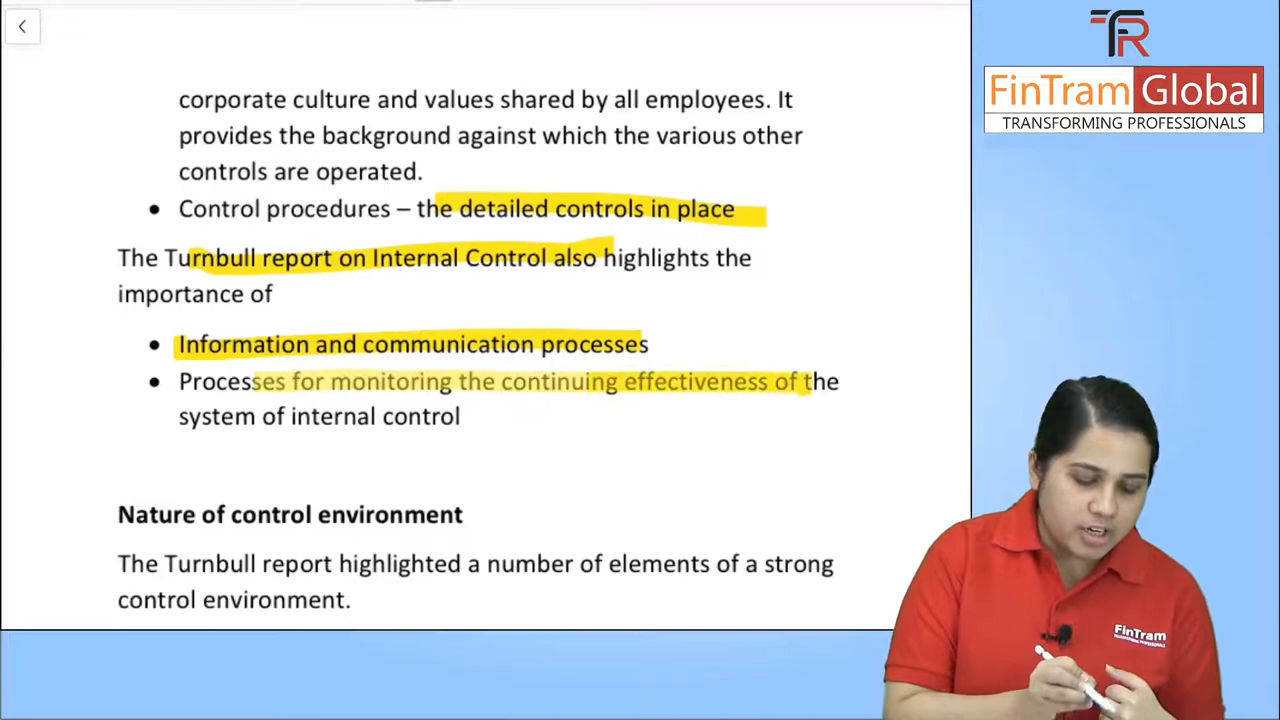 corporate culture and values shared by all employees. It
provides the background against which the various other
controls are operated.
• Control procedures – the detailed controls in place
The Turnbull report on Internal Control also highlights the
importance of
• Information and communication processes
• Processes for monitoring the continuing effectiveness of the
system of internal control
Nature of control environment
The Turnbull report highlighted a number of elements of a strong
control environment.
FinTram Global
TRANSFORMING PROFESSIONALS
FinTram
TRANSFORMING PROFESSIONALS